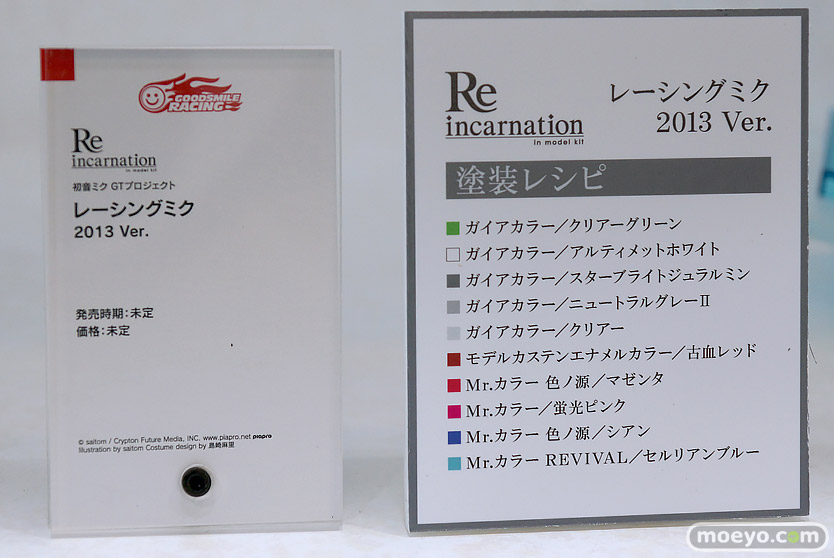 GOODSMILE
RACING
Re
incarnation
in model kit
初音ミク GTプロジェクト
レーシングミク
2013 Ver.
発売時期：未定
価格：未定
© saitom / Crypton Future Media, INC. www.piapro.net piapro
Illustration by saitom Costume design by 島崎麻里
Re
incarnation
in model kit
レーシングミク
2013 Ver.
塗装レシピ
ガイアカラー／クリアーグリーン
ガイアカラー／アルティメットホワイト
ガイアカラー／スターブライトジュラルミン
ガイアカラー／ニュートラルグレーⅡ
ガイアカラー／クリアー
モデルカステンエナメルカラー／古血レッド
Mr.カラー 色ノ源／マゼンタ
Mr.カラー／蛍光ピンク
Mr.カラー 色ノ源／シアン
Mr.カラー REVIVAL／セルリアンブルー
moeyo.com